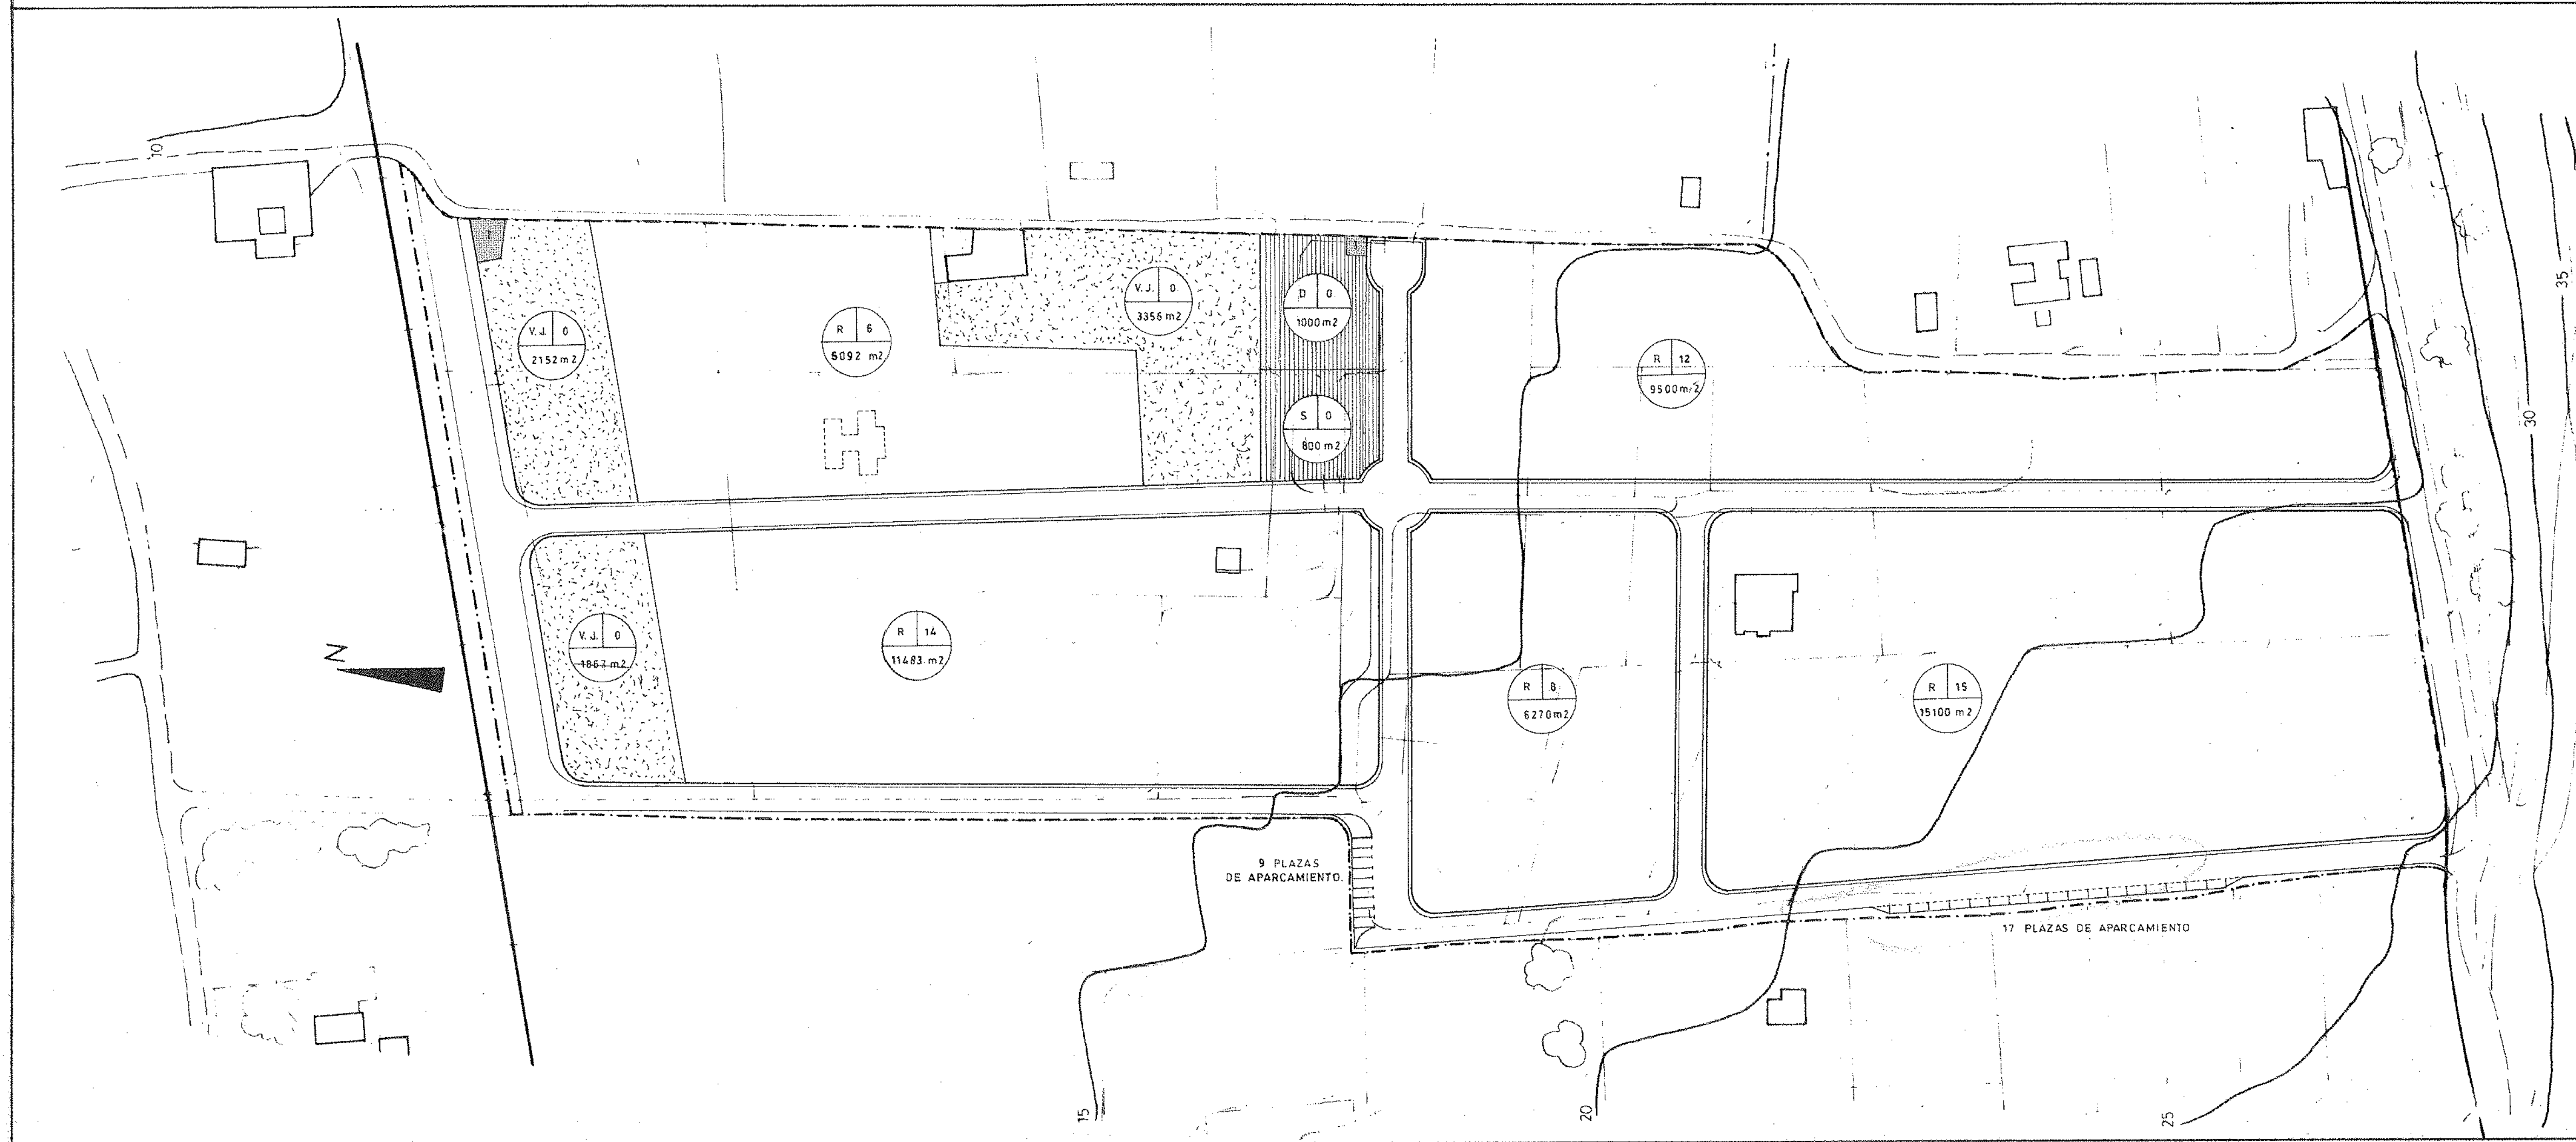 10
V. J. 0
2152 m2
R 6
5092 m2
V. J. 0
3356 m2
D 0
1000 m2
S 0
800 m2
R 12
9500 m2
35
30
N
V. J. 0
1863 m2
R 14
11483 m2
R 8
6270 m2
R 15
15100 m2
9 PLAZAS
DE APARCAMIENTO.
17 PLAZAS DE APARCAMIENTO
15
20
25